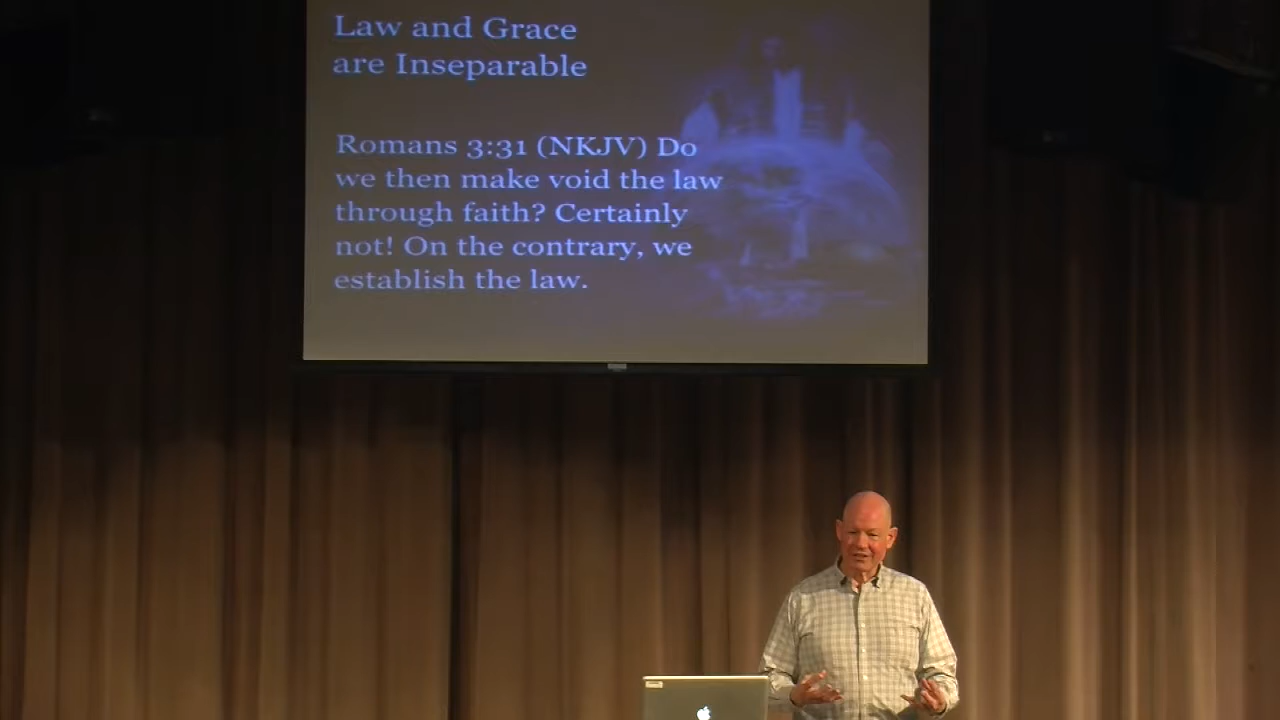 Law and Grace
are Inseparable
Romans 3:31 (NKJV) Do
we then make void the law
through faith? Certainly
not! On the contrary, we
establish the law.